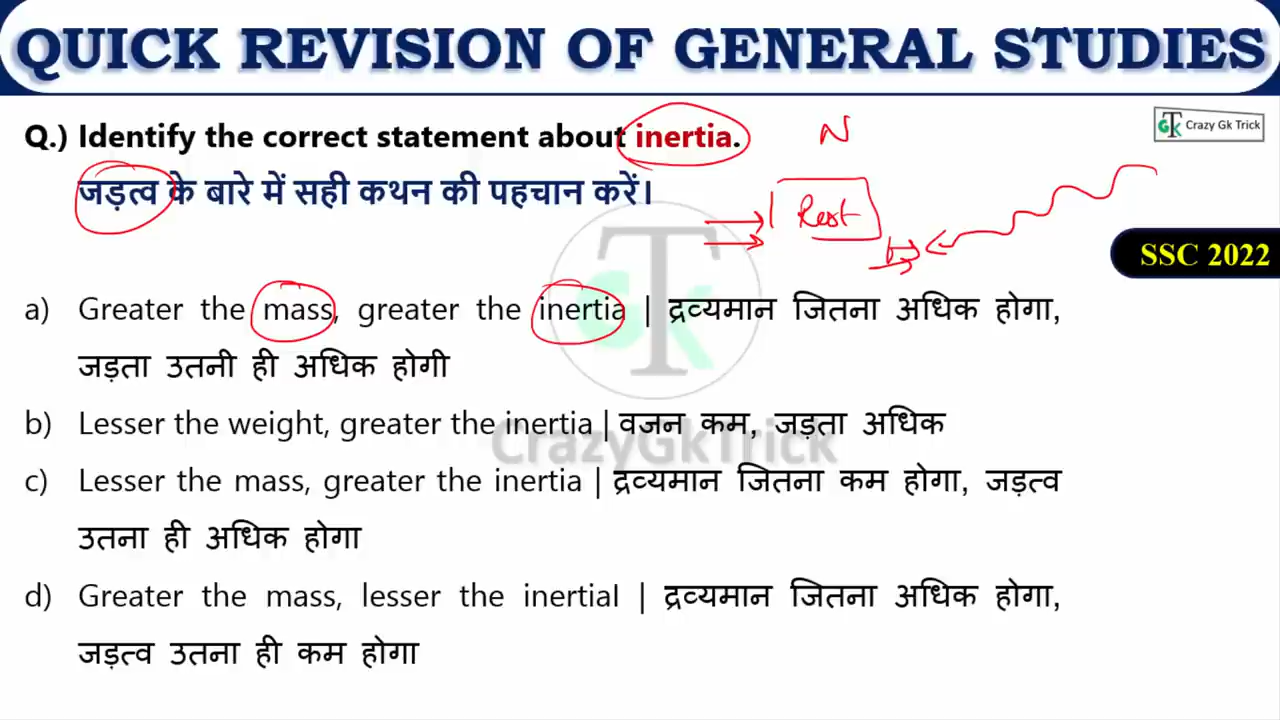 QUICK REVISION OF GENERAL STUDIES
Q.) Identify the correct statement about inertia.
N
Crazy Gk Trick
जड़त्व के बारे में सही कथन की पहचान करें।
Rest
SSC 2022
a) Greater the mass, greater the inertia | द्रव्यमान जितना अधिक होगा,
जड़ता उतनी ही अधिक होगी
b) Lesser the weight, greater the inertia | वजन कम, जड़ता अधिक
CrazyGkTrick
c) Lesser the mass, greater the inertia | द्रव्यमान जितना कम होगा, जड़त्व
उतना ही अधिक होगा
d) Greater the mass, lesser the inertial | द्रव्यमान जितना अधिक होगा,
जड़त्व उतना ही कम होगा